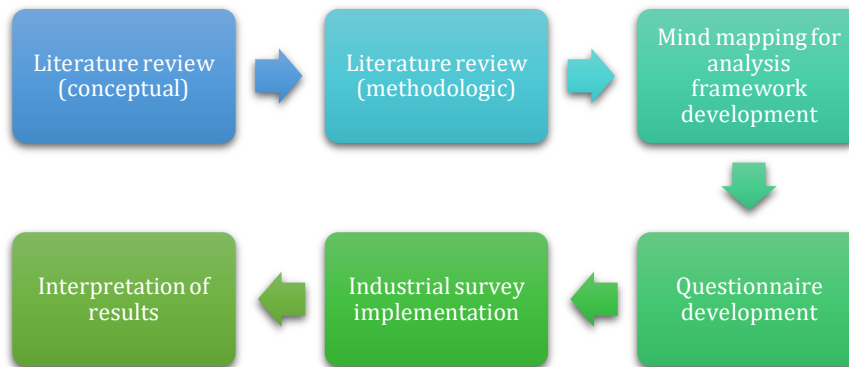 Literature review
(conceptual)
Literature review
(methodologic)
Mind mapping for
analysis
framework
development
Interpretation of
results
Industrial survey
implementation
Questionnaire
development